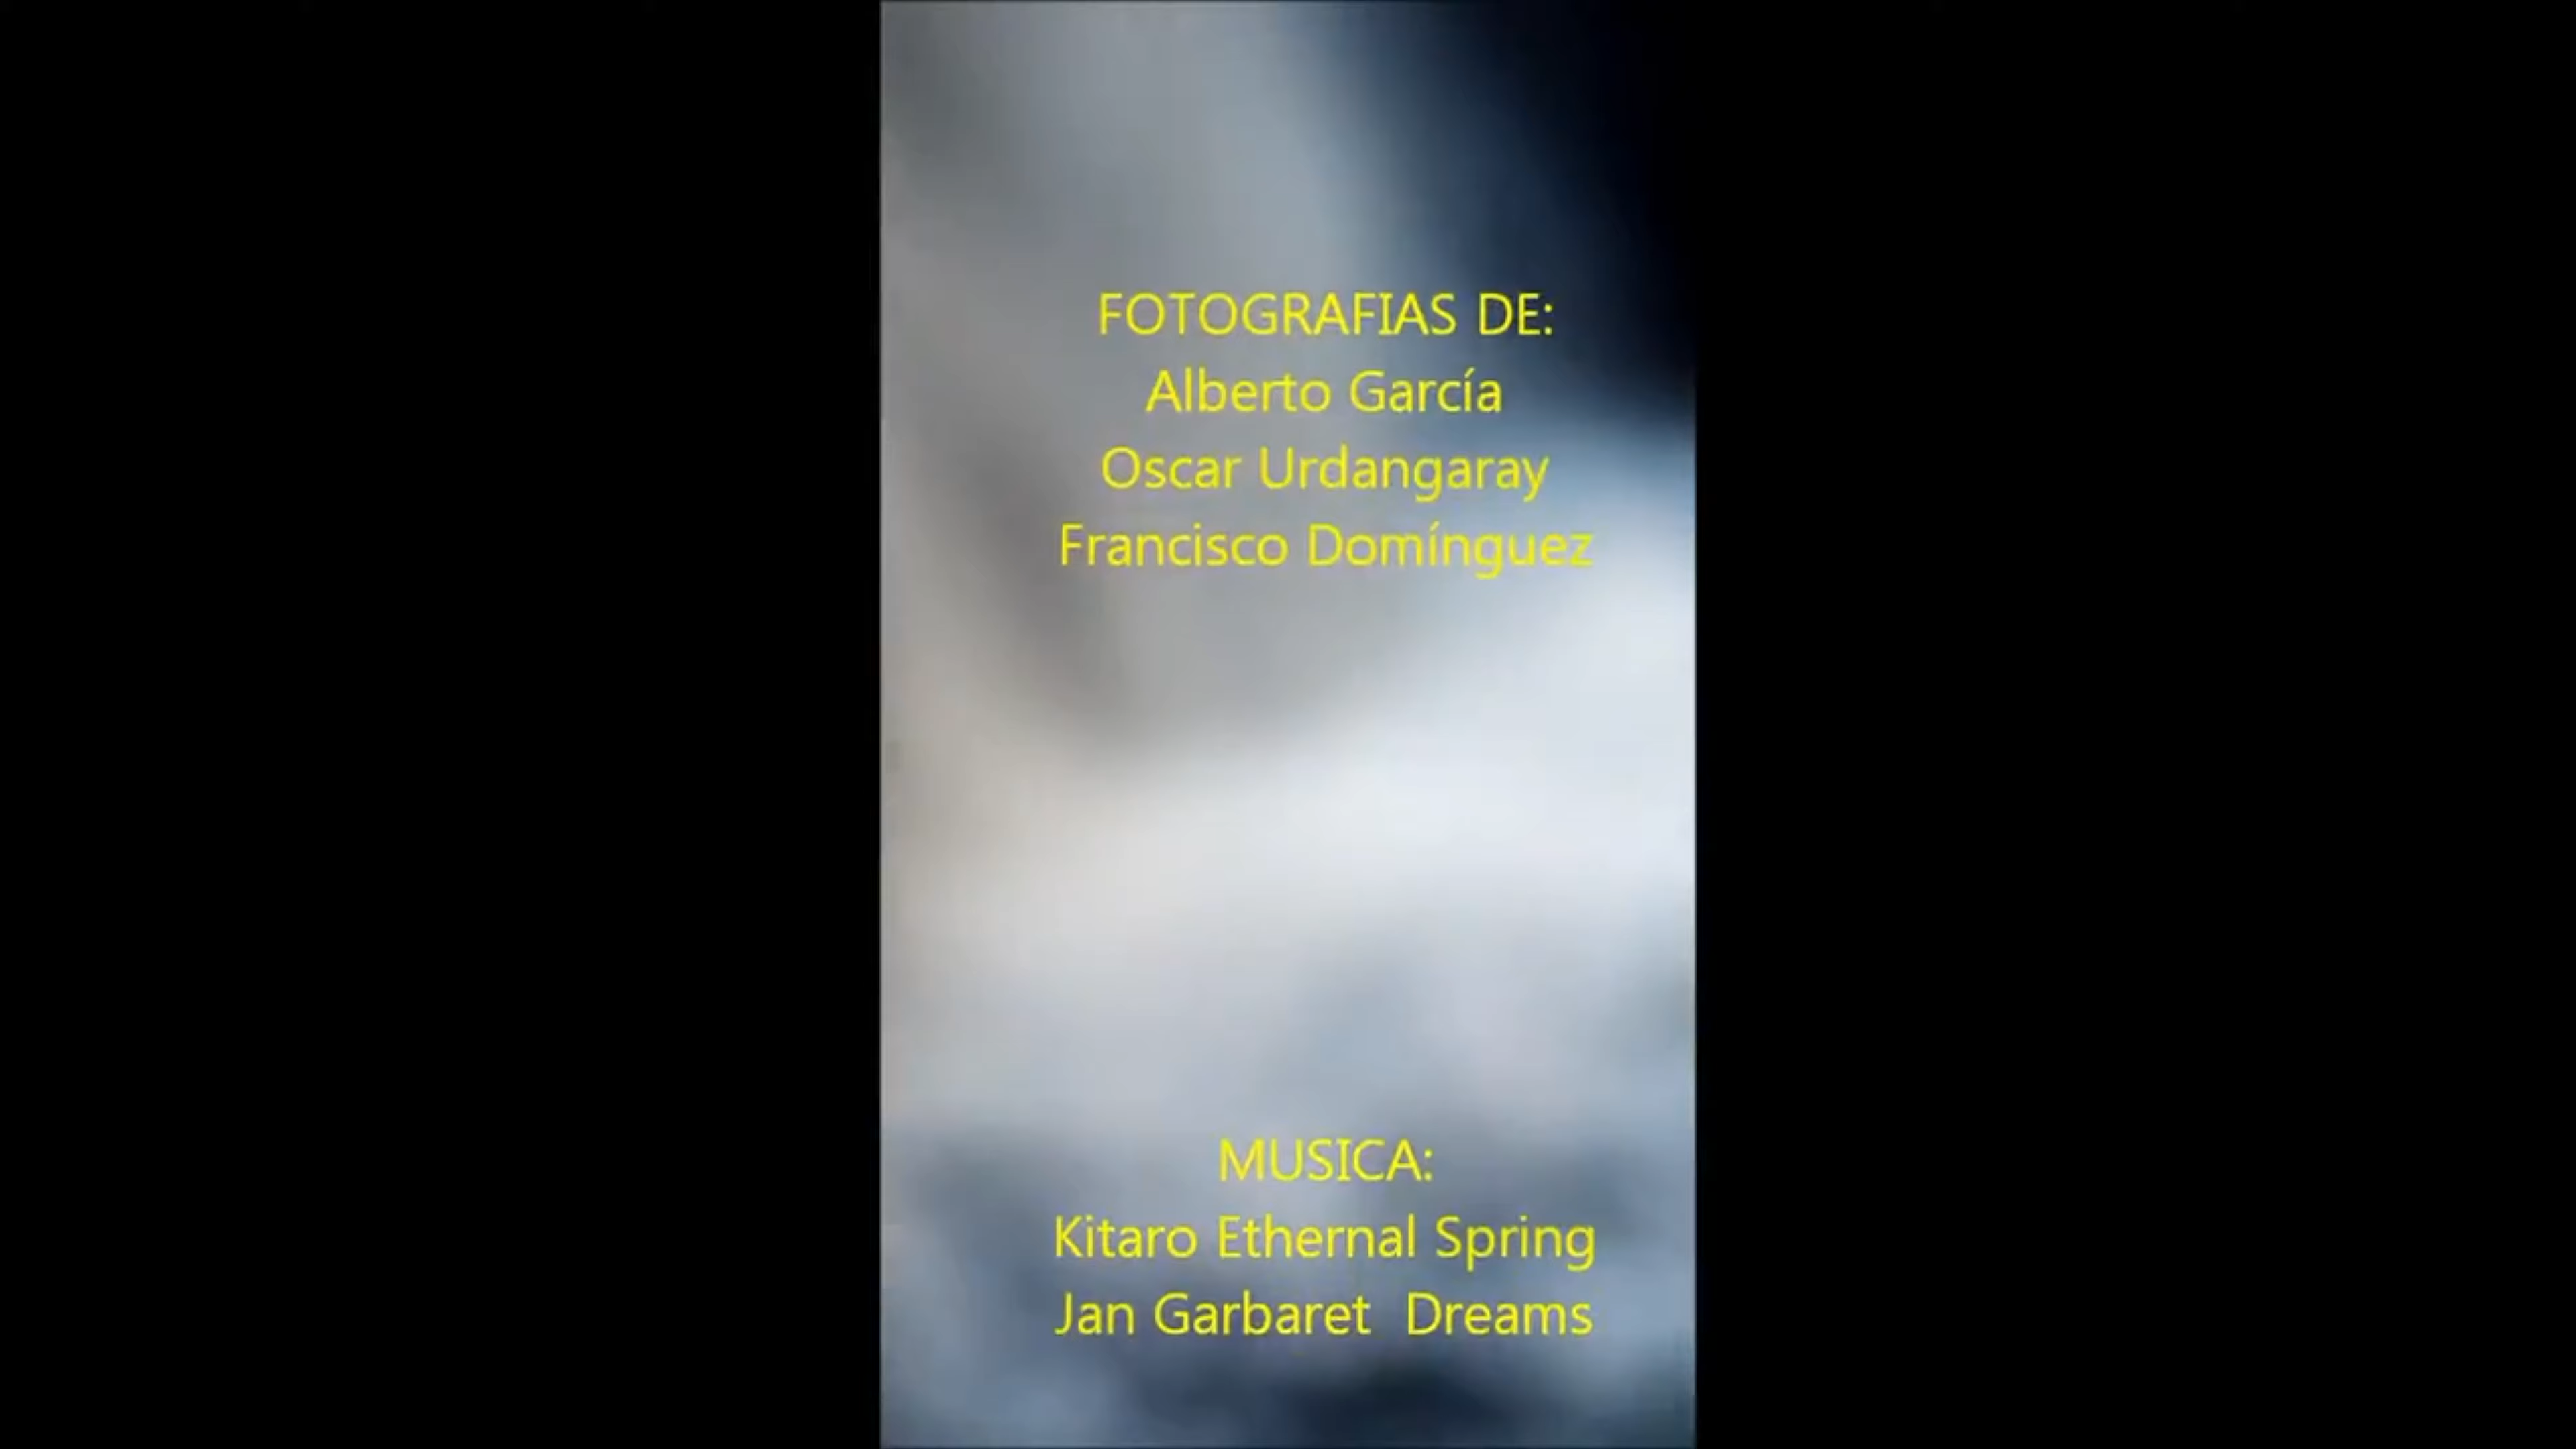 FOTOGRAFIAS DE:
Alberto García
Oscar Urdangaray
Francisco Domínguez
MUSICA:
Kitaro Ethernal Spring
Jan Garbaret  Dreams